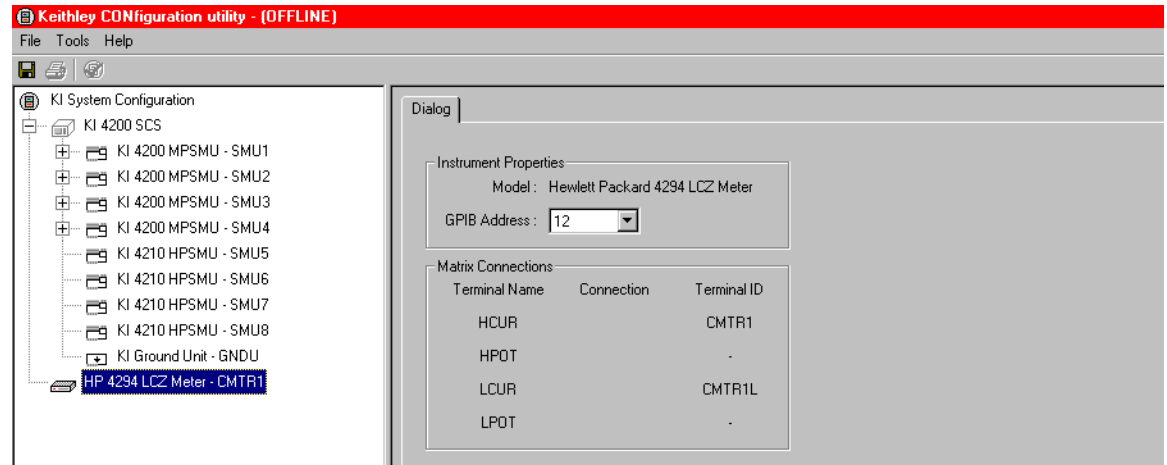 Keithley CONfiguration utility - (OFFLINE)
File Tools Help
KI System Configuration
KI 4200 SCS
KI 4200 MPSMU - SMU1
KI 4200 MPSMU - SMU2
KI 4200 MPSMU - SMU3
KI 4200 MPSMU - SMU4
KI 4210 HPSMU - SMU5
KI 4210 HPSMU - SMU6
KI 4210 HPSMU - SMU7
KI 4210 HPSMU - SMU8
KI Ground Unit - GNDU
HP 4294 LCZ Meter - CMTR1
Dialog
Instrument Properties
Model : Hewlett Packard 4294 LCZ Meter
GPIB Address : 12
Matrix Connections
Terminal Name Connection Terminal ID
HCUR CMTR1
HPOT -
LCUR CMTR1L
LPOT -